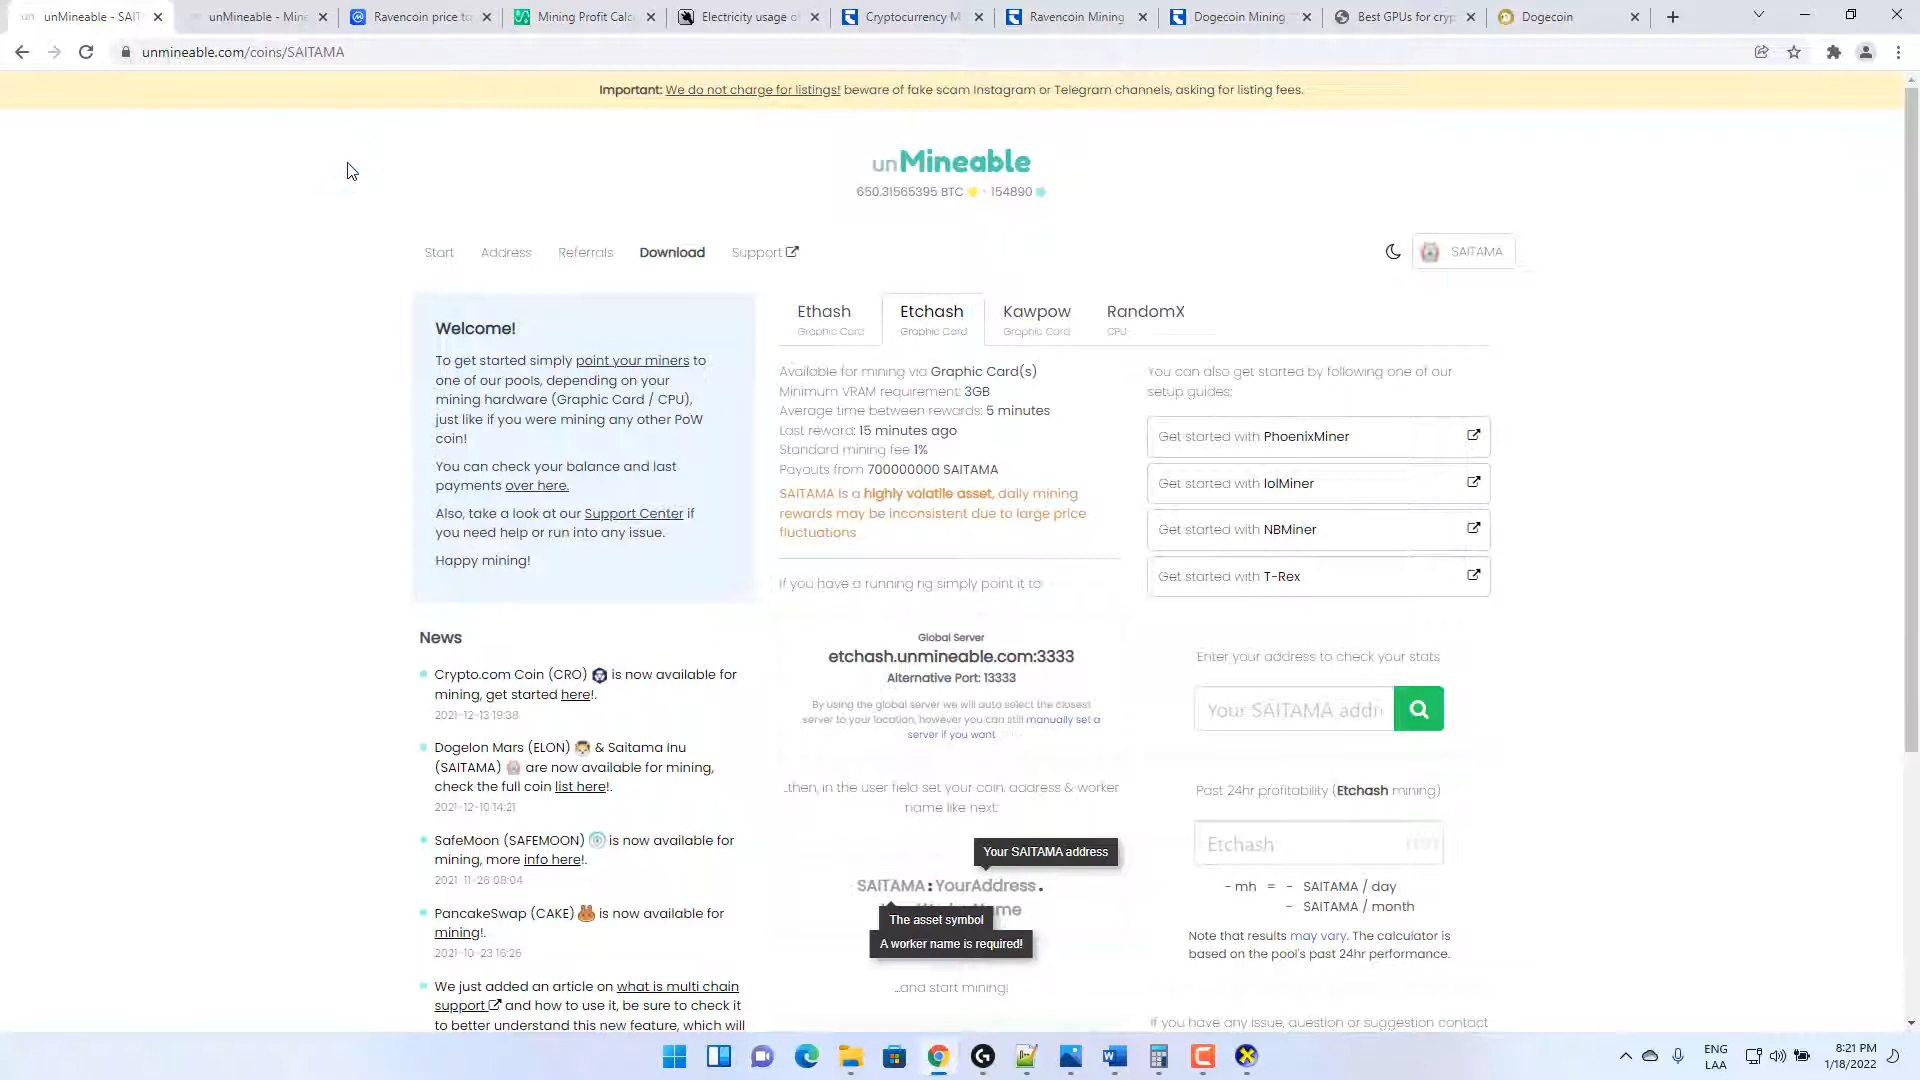 unMineable - SAIT
unMineable - Mine
Ravencoin price to
Mining Profit Calc
Electricity usage o
Cryptocurrency M
Ravencoin Mining
Dogecoin Mining
Best GPUs for cryp
Dogecoin
unmineable.com/coins/SAITAMA
Important: We do not charge for listings! beware of fake scam Instagram or Telegram channels, asking for listing fees.
unMineable
650.31565395 BTC - 154890
Start Address Referrals Download Support
SAITAMA
Welcome!
To get started simply point your miners to
one of our pools, depending on your
mining hardware (Graphic Card / CPU),
just like if you were mining any other PoW
coin!
You can check your balance and last
payments over here.
Also, take a look at our Support Center if
you need help or run into any issue.
Happy mining!
News
Crypto.com Coin (CRO) is now available for
mining, get started here!.
2021-12-13 19:38
Dogelon Mars (ELON) & Saitama Inu
(SAITAMA) are now available for mining,
check the full coin list here!.
2021-12-10 14:21
SafeMoon (SAFEMOON) is now available for
mining, more info here!.
2021-11-26 08:04
PancakeSwap (CAKE) is now available for
mining!.
2021-10-23 16:26
We just added an article on what is multi chain
support and how to use it, be sure to check it
to better understand this new feature, which will
Ethash
Graphic Card
Etchash
Graphic Card
Kawpow
Graphic Card
RandomX
CPU
Available for mining via Graphic Card(s)
Minimum VRAM requirement: 3GB
Average time between rewards: 5 minutes
Last reward: 15 minutes ago
Standard mining fee 1%
Payouts from 700000000 SAITAMA
SAITAMA is a highly volatile asset, daily mining
rewards may be inconsistent due to large price
fluctuations
If you have a running rig simply point it to
Global Server
etchash.unmineable.com:3333
Alternative Port: 13333
By using the global server we will auto select the closest
server to your location, however you can still manually set a
server if you want
...then, in the user field set your coin, address & worker
name like next:
Your SAITAMA address
SAITAMA:YourAddress.
Name
The asset symbol
A worker name is required!
...and start mining!
You can also get started by following one of our
setup guides:
Get started with PhoenixMiner
Get started with lolMiner
Get started with NBMiner
Get started with T-Rex
Enter your address to check your stats
Your SAITAMA addr
Past 24hr profitability (Etchash mining)
Etchash
- mh = - SAITAMA / day
- SAITAMA / month
Note that results may vary. The calculator is
based on the pool's past 24hr performance.
If you have any issue, question or suggestion contact
ENG
LAA
8:21 PM
1/18/2022